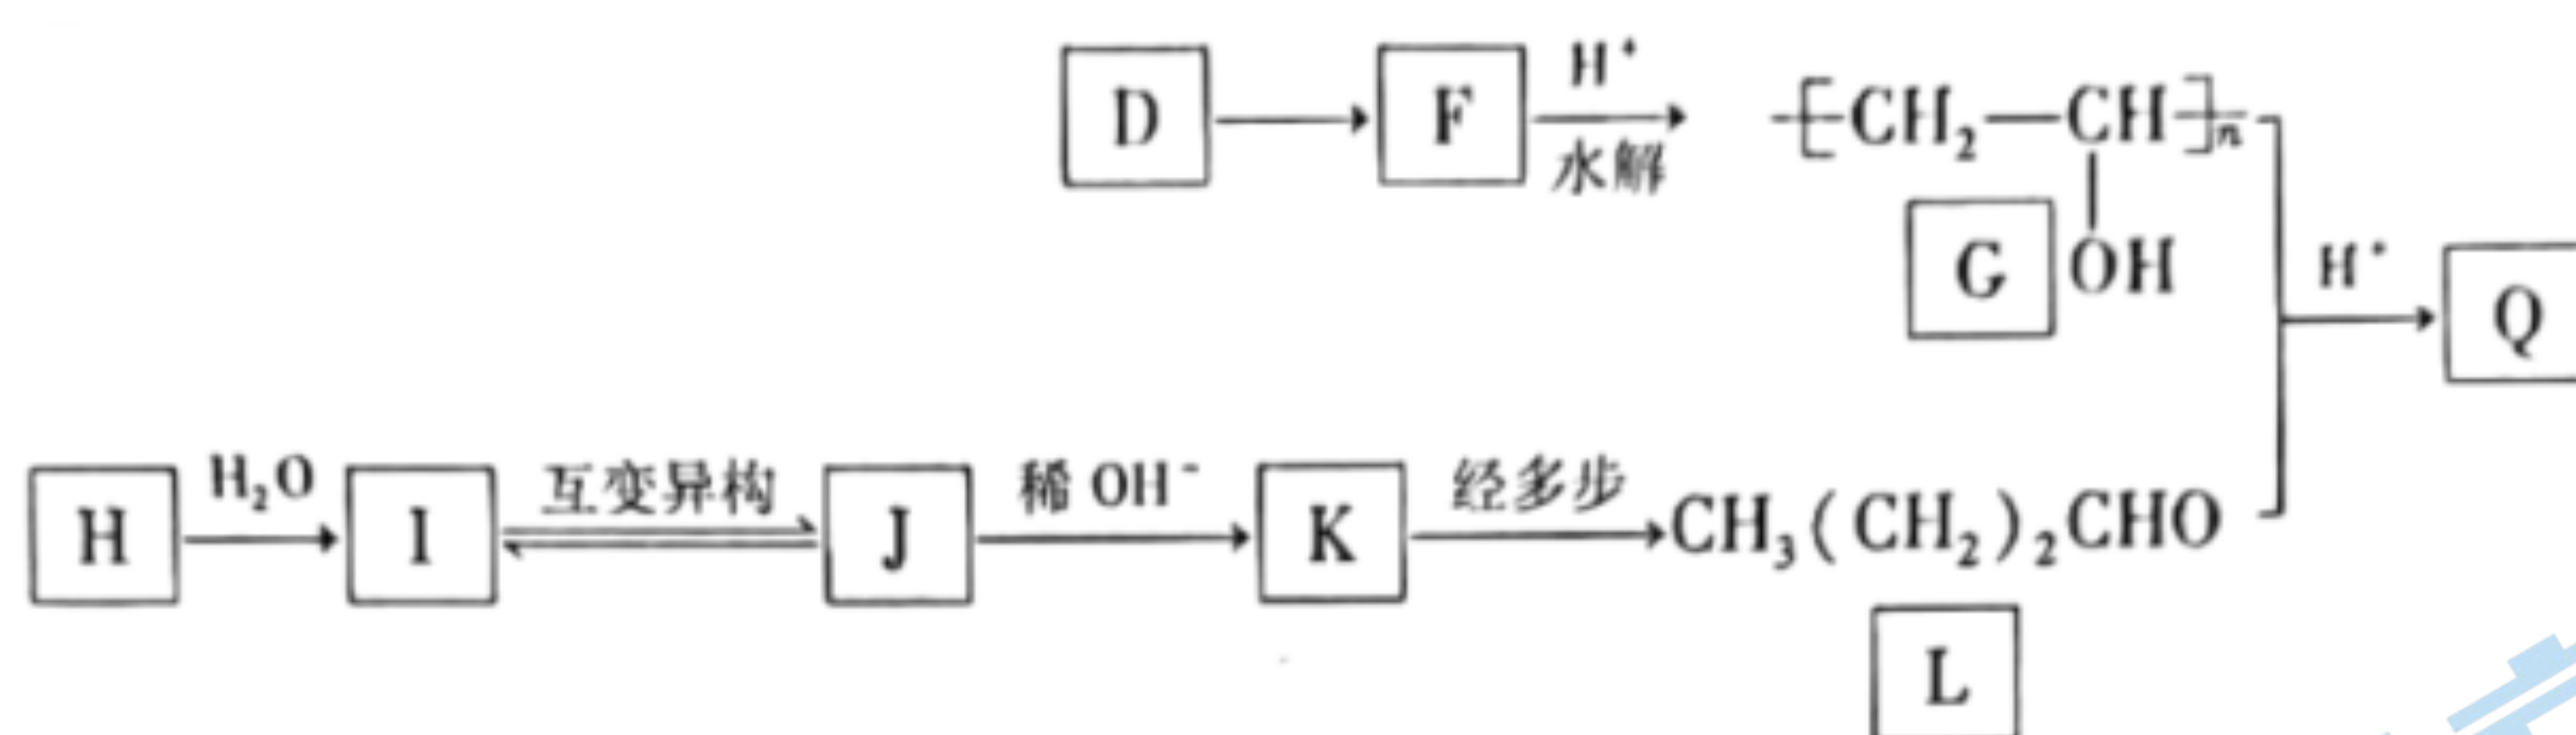 D → F H⁺ 水解 → -[CH₂—CH]-n
G OH
H⁺ → Q
H H₂O → I 互变异构 ⇌ J 稀 OH⁻ → K 经多步 → CH₃(CH₂)₂CHO
L